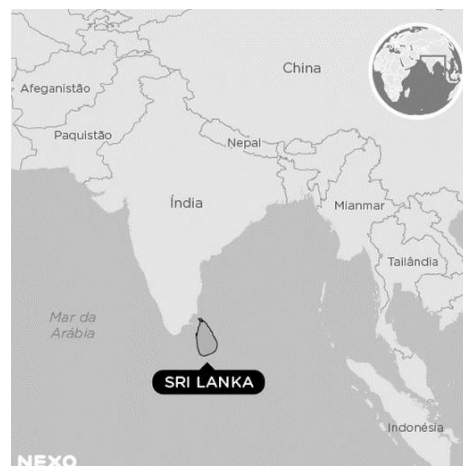 China
Afeganistão
Paquistão
Nepal
Índia
Mianmar
Tailândia
Mar da
Arábia
SRI LANKA
Indonésia
NEXO